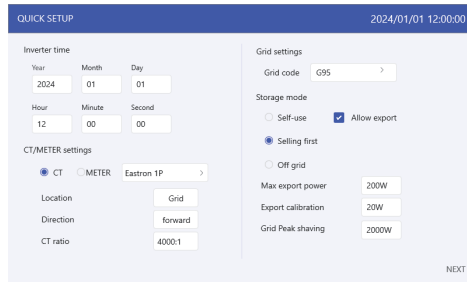 QUICK SETUP 2024/01/01 12:00:00
Inverter time
Year Month Day
2024 01 01
Hour Minute Second
12 00 00
CT/METER settings
CT METER Eastron 1P >
Location Grid
Direction forward
CT ratio 4000:1
Grid settings
Grid code G95 >
Storage mode
Self-use Allow export
Selling first
Off grid
Max export power 200W
Export calibration 20W
Grid Peak shaving 2000W
NEXT